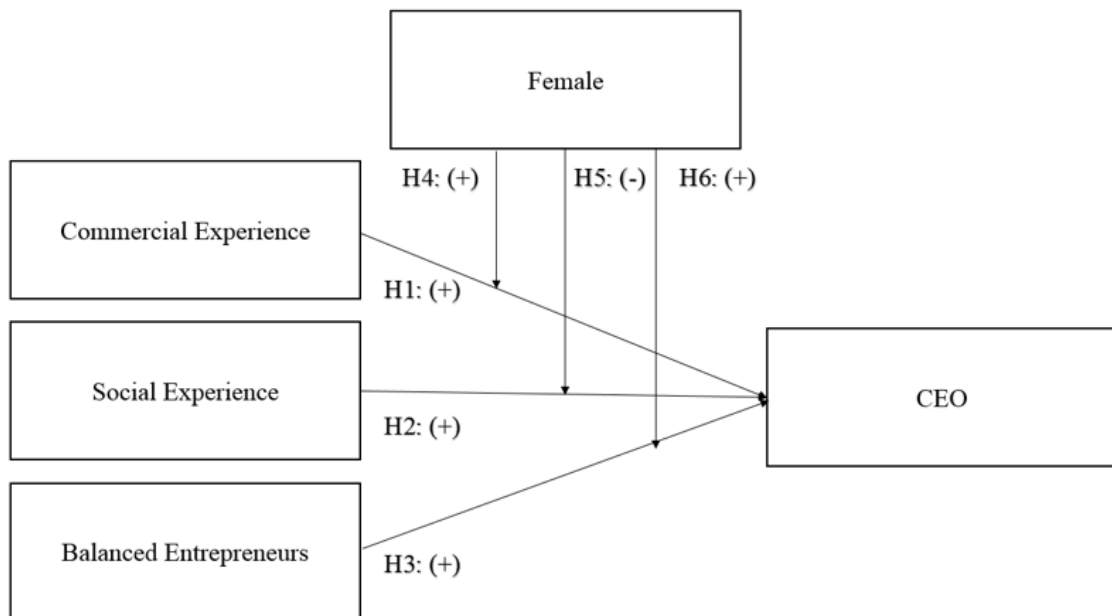 Female
H4: (+)
H5: (-)
H6: (+)
Commercial Experience
H1: (+)
Social Experience
CEO
H2: (+)
Balanced Entrepreneurs
H3: (+)